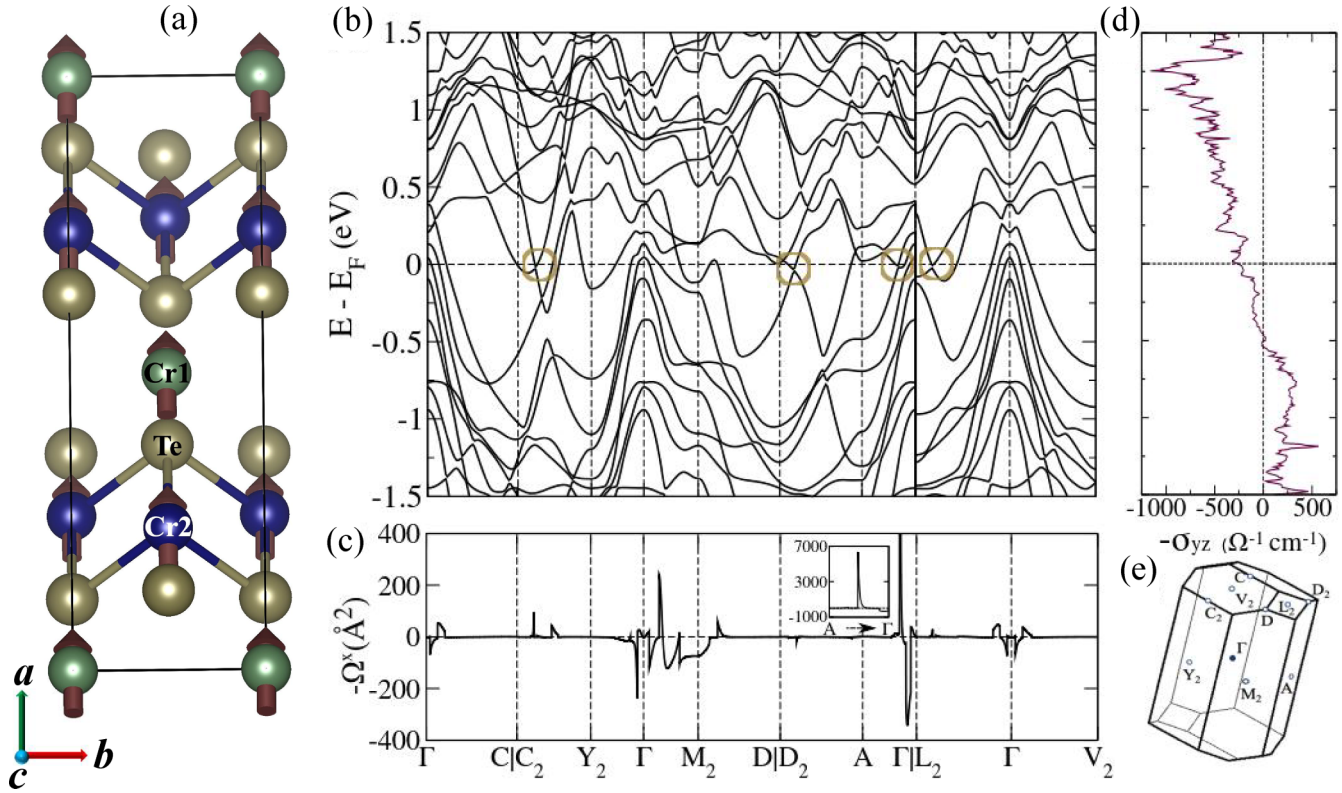 (a)
Cr1
Te
Cr2
a
b
c
(b)
E - E_F (eV)
1.5
1
0.5
0
-0.5
-1
-1.5
(c)
-Ω^x(Å^2)
400
200
0
-200
-400
7000
3000
-1000
A Γ
Γ C|C_2 Y_2 Γ M_2 D|D_2 A Γ|L_2 Γ V_2
(d)
-1000 -500 0 500
-σ_yz (Ω^-1 cm^-1)
(e)
C
V_2
L_2
D_2
C_2
D
Γ
Y_2
M_2
A